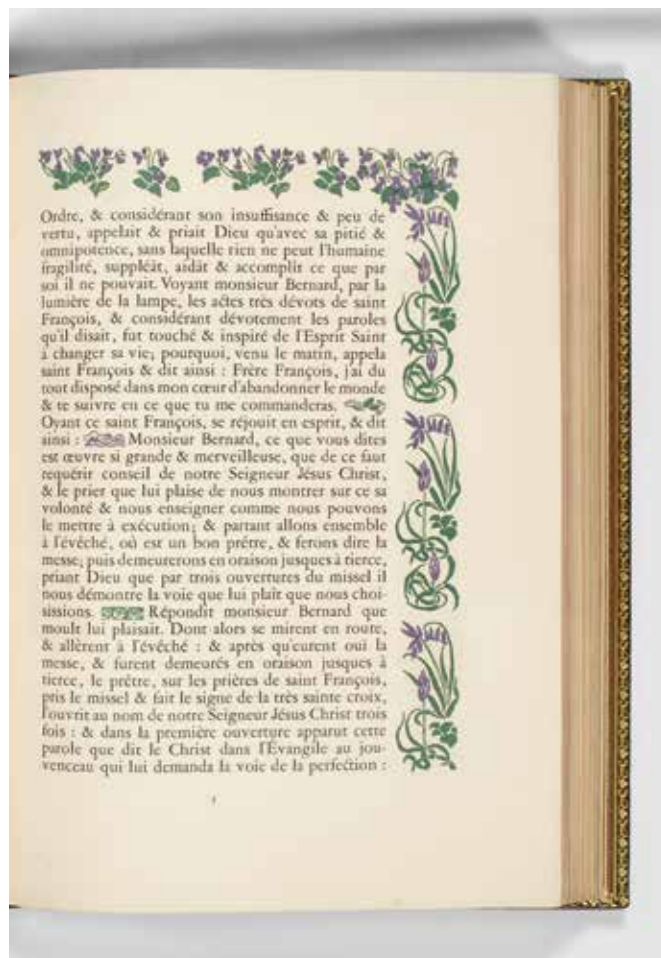 Ordre, & considérant son insuffisance & peu de
vertu, appelait & priait Dieu qu'avec sa pitié &
omnipotence, sans laquelle rien ne peut l'humaine
fragilité, suppléât, aidât & accomplit ce que par
soi il ne pouvait. Voyant monsieur Bernard, par la
lumière de la lampe, les actes très dévots de saint
François, & considérant dévotement les paroles
qu'il disait, fut touché & inspiré de l'Esprit Saint
à changer sa vie; pourquoi, venu le matin, appela
saint François & dit ainsi : Frère François, j'ai du
tout disposé dans mon cœur d'abandonner le monde
& te suivre en ce que tu me commanderas.
Oyant ce saint François, se réjouit en esprit, & dit
ainsi : Monsieur Bernard, ce que vous dites
est œuvre si grande & merveilleuse, que de ce faut
requérir conseil de notre Seigneur Jésus Christ,
& le prier que lui plaise de nous montrer sur ce sa
volonté & nous enseigner comme nous pouvons
le mettre à exécution; & partant allons ensemble
à l'évêché, où est un bon prêtre, & ferons dire la
messe; puis demeurerons en oraison jusques à tierce,
priant Dieu que par trois ouvertures du missel il
nous démontre la voie que lui plaît que nous choi-
sissions. Répondit monsieur Bernard que
moult lui plaisait. Dont alors se mirent en route,
& allèrent à l'évêché : & après qu'eurent oui la
messe, & furent demeurés en oraison jusques à
tierce, le prêtre, sur les prières de saint François,
pris le missel & fait le signe de la très sainte croix,
l'ouvrit au nom de notre Seigneur Jésus Christ trois
fois : & dans la première ouverture apparut cette
parole que dit le Christ dans l'Évangile au jou-
venceau qui lui demanda la voie de la perfection :